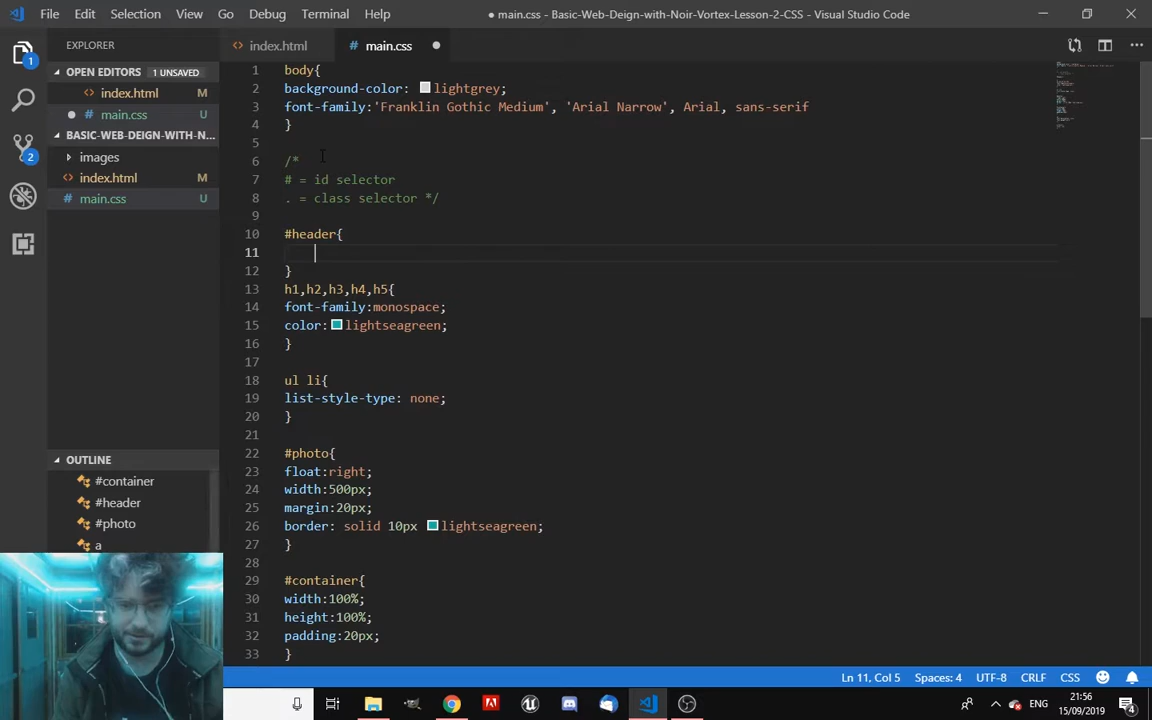 File Edit Selection View Go Debug Terminal Help
● main.css - Basic-Web-Deign-with-Noir-Vortex-Lesson-2-CSS - Visual Studio Code
EXPLORER
OPEN EDITORS 1 UNSAVED
index.html M
main.css U
BASIC-WEB-DEIGN-WITH-N...
images
index.html M
main.css U
OUTLINE
#container
#header
#photo
a
1
2
index.html
main.css
1 body{
2 background-color: lightgrey;
3 font-family:'Franklin Gothic Medium', 'Arial Narrow', Arial, sans-serif
4 }
5
6 /*
7 # = id selector
8 . = class selector */
9
10 #header{
11
12 }
13 h1,h2,h3,h4,h5{
14 font-family:monospace;
15 color:lightseagreen;
16 }
17
18 ul li{
19 list-style-type: none;
20 }
21
22 #photo{
23 float:right;
24 width:500px;
25 margin:20px;
26 border: solid 10px lightseagreen;
27 }
28
29 #container{
30 width:100%;
31 height:100%;
32 padding:20px;
33 }
Ln 11, Col 5 Spaces: 4 UTF-8 CRLF CSS
ENG
21:56
15/09/2019
4